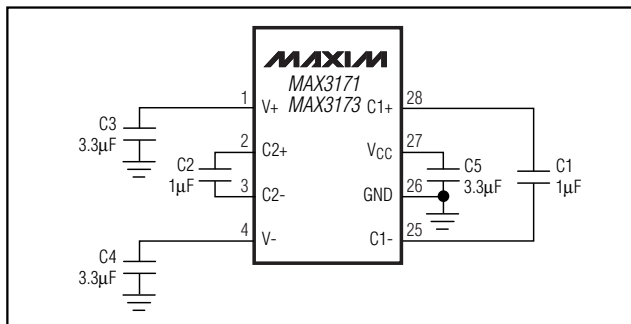 MAXIM
MAX3171
MAX3173
1
V+
C1+
28
C3
3.3µF
2
C2+
VCC
27
C2
1µF
C5
3.3µF
C1
1µF
3
C2-
GND
26
4
V-
C1-
25
C4
3.3µF